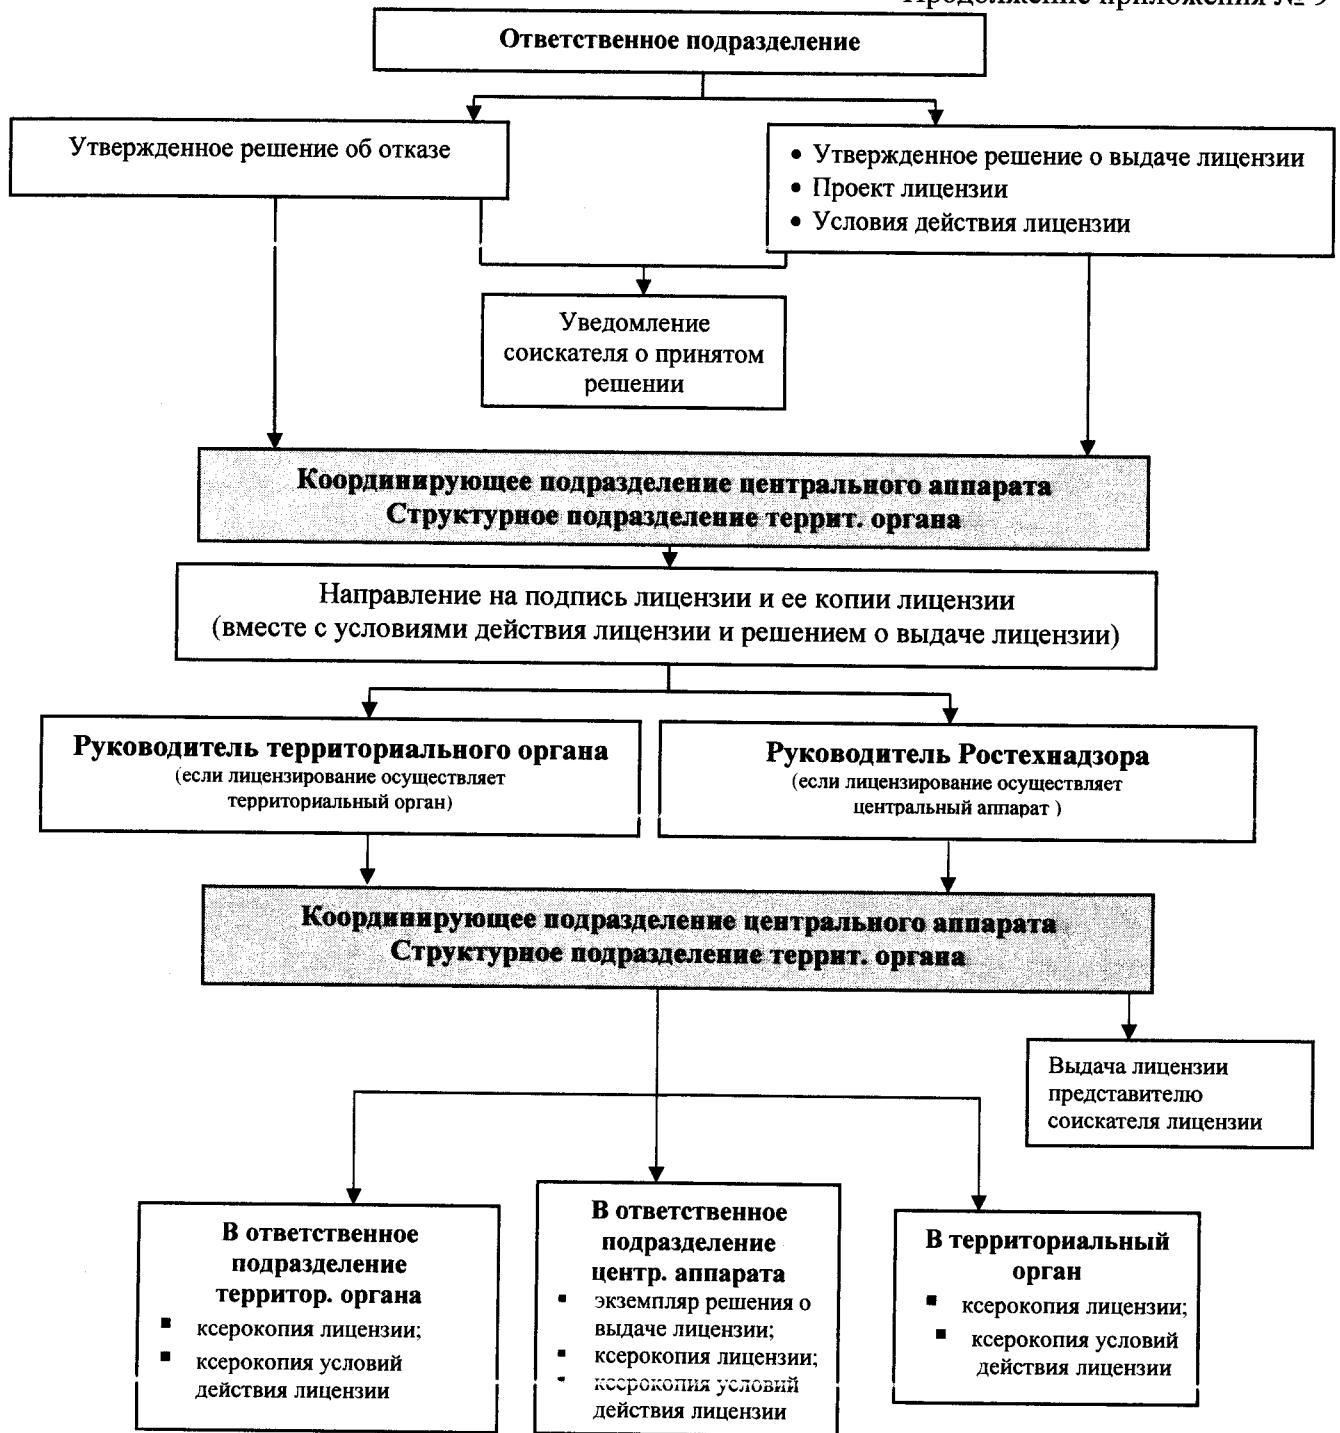 Продолжение приложения № 9
Ответственное подразделение
Утвержденное решение об отказе
• Утвержденное решение о выдаче лицензии
• Проект лицензии
• Условия действия лицензии
Уведомление
соискателя о принятом
решении
Координирующее подразделение центрального аппарата
Структурное подразделение террит. органа
Направление на подпись лицензии и ее копии лицензии
(вместе с условиями действия лицензии и решением о выдаче лицензии)
Руководитель территориального органа
(если лицензирование осуществляет
территориальный орган)
Руководитель Ростехнадзора
(если лицензирование осуществляет
центральный аппарат )
Координирующее подразделение центрального аппарата
Структурное подразделение террит. органа
Выдача лицензии
представителю
соискателя лицензии
В ответственное
подразделение
территор. органа
▪ ксерокопия лицензии;
▪ ксерокопия условий
действия лицензии
В ответственное
подразделение
центр. аппарата
▪ экземпляр решения о
выдаче лицензии;
▪ ксерокопия лицензии;
▪ ксерокопия условий
действия лицензии
В территориальный
орган
▪ ксерокопия лицензии;
▪ ксерокопия условий
действия лицензии